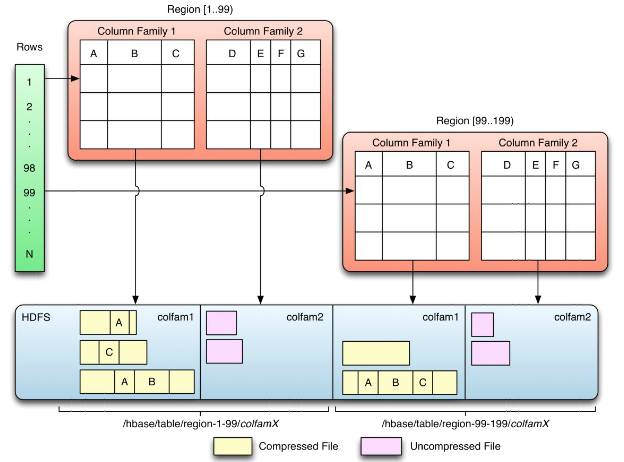 Region [1..99)
Column Family 1 Column Family 2
Rows
A B C D E F G
1
2
.
.
.
98
99
.
.
.
N
Region [99..199)
Column Family 1 Column Family 2
A B C D E F G
HDFS
A colfam1 colfam2 colfam1 colfam2
C
A B A B C
/hbase/table/region-1-99/colfamX /hbase/table/region-99-199/colfamX
Compressed File Uncompressed File